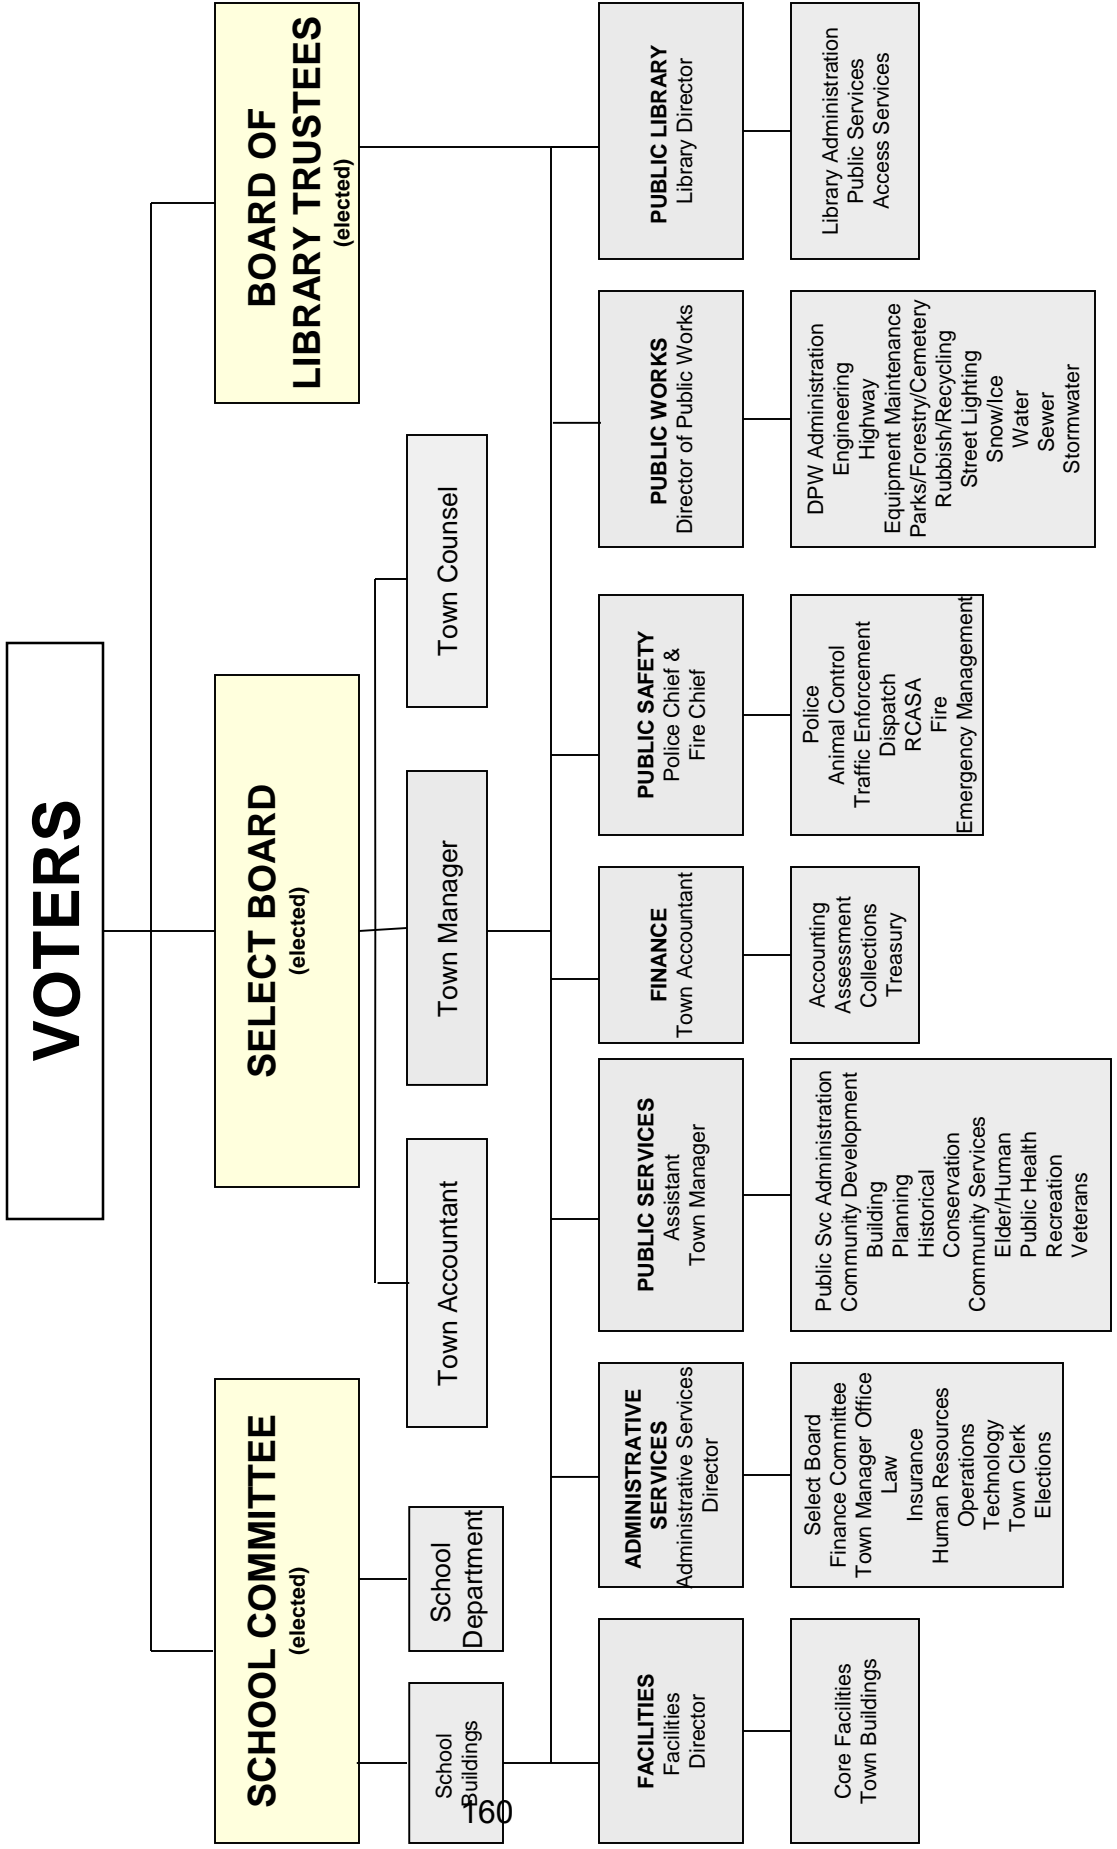 VOTERS
SCHOOL COMMITTEE
(elected)
SELECT BOARD
(elected)
BOARD OF
LIBRARY TRUSTEES
(elected)
School
Buildings
School
Department
Town Accountant
Town Manager
Town Counsel
FACILITIES
Facilities
Director
ADMINISTRATIVE
SERVICES
Administrative Services
Director
PUBLIC SERVICES
Assistant
Town Manager
FINANCE
Town Accountant
PUBLIC SAFETY
Police Chief &
Fire Chief
PUBLIC WORKS
Director of Public Works
PUBLIC LIBRARY
Library Director
Core Facilities
Town Buildings
Select Board
Finance Committee
Town Manager Office
Law
Insurance
Human Resources
Operations
Technology
Town Clerk
Elections
Public Svc Administration
Community Development
Building
Planning
Historical
Conservation
Community Services
Elder/Human
Public Health
Recreation
Veterans
Accounting
Assessment
Collections
Treasury
Police
Animal Control
Traffic Enforcement
Dispatch
RCASA
Fire
Emergency Management
DPW Administration
Engineering
Highway
Equipment Maintenance
Parks/Forestry/Cemetery
Rubbish/Recycling
Street Lighting
Snow/Ice
Water
Sewer
Stormwater
Library Administration
Public Services
Access Services
160